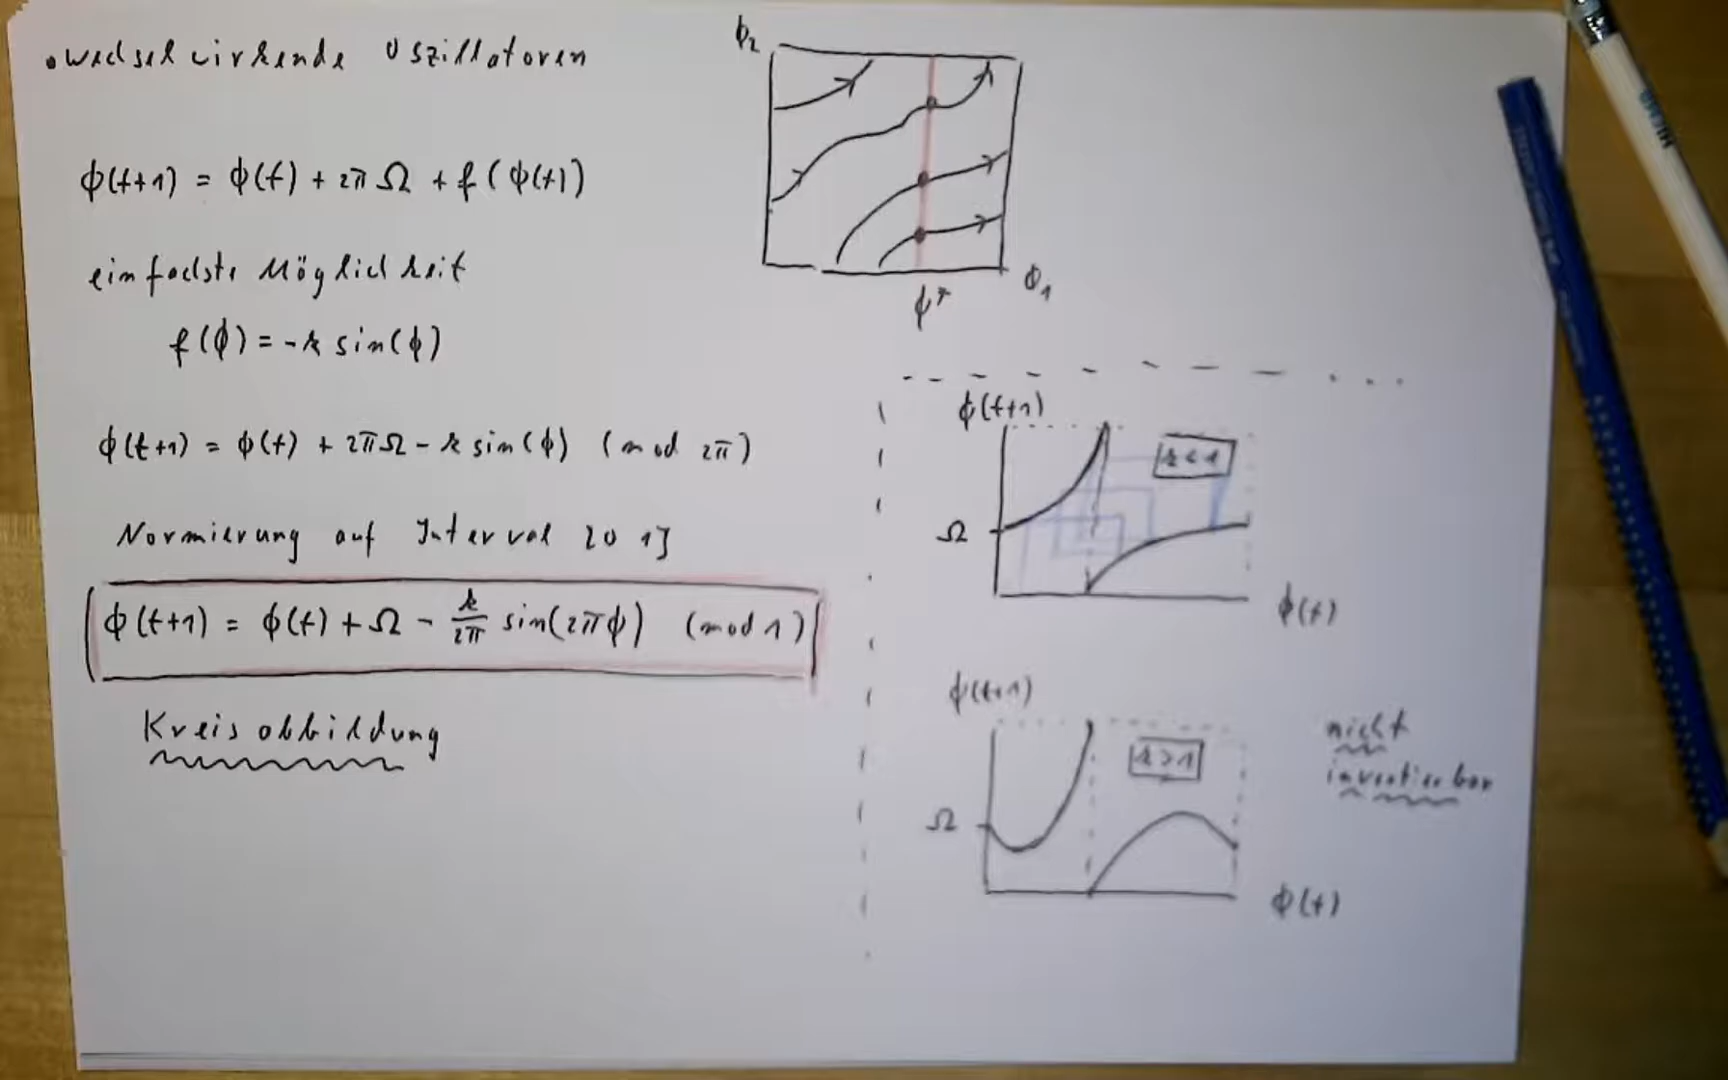 • wechselwirkende Oszillatoren
ϕ(t+1) = ϕ(t) + 2π Ω + f(ϕ(t))
einfachste Möglichkeit
f(ϕ) = -k sin(ϕ)
ϕ(t+1) = ϕ(t) + 2πΩ - k sin(ϕ) (mod 2π)
Normierung auf Interval [0 1]
ϕ(t+1) = ϕ(t) + Ω - k/2π sin(2πϕ) (mod 1)
Kreisabbildung
ϕ₂
ϕ*
ϕ₁
ϕ(t+1)
k < 1
Ω
ϕ(t)
ϕ(t+1)
k > 1
Ω
ϕ(t)
nicht
invertierbar